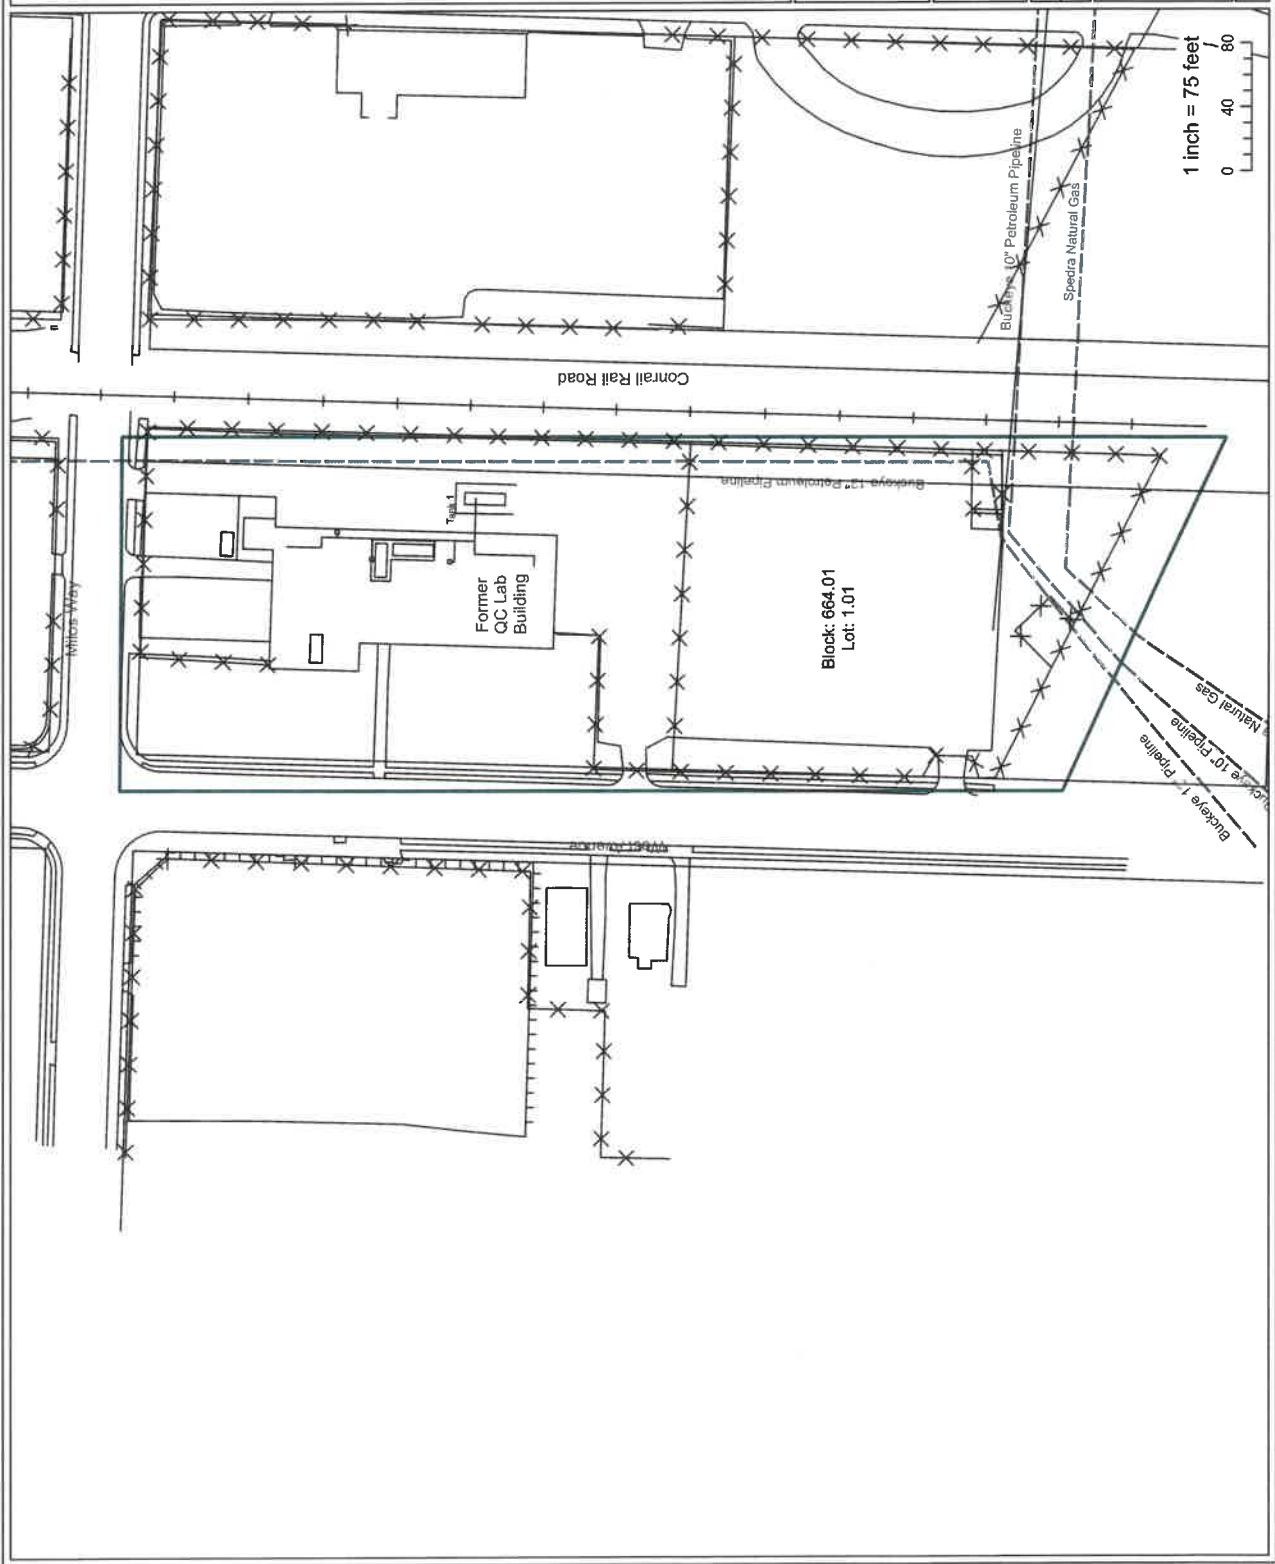 1 inch = 75 feet
0 40 80
Milos Way
Conrail Rail Road
Buckeye 10" Petroleum Pipeline
Spedra Natural Gas
Buckeye 12" Petroleum Pipeline
Tank 1
Former
QC Lab
Building
Block: 664.01
Lot: 1.01
Natural Gas
10" Pipeline
Buckeye
Pipeline